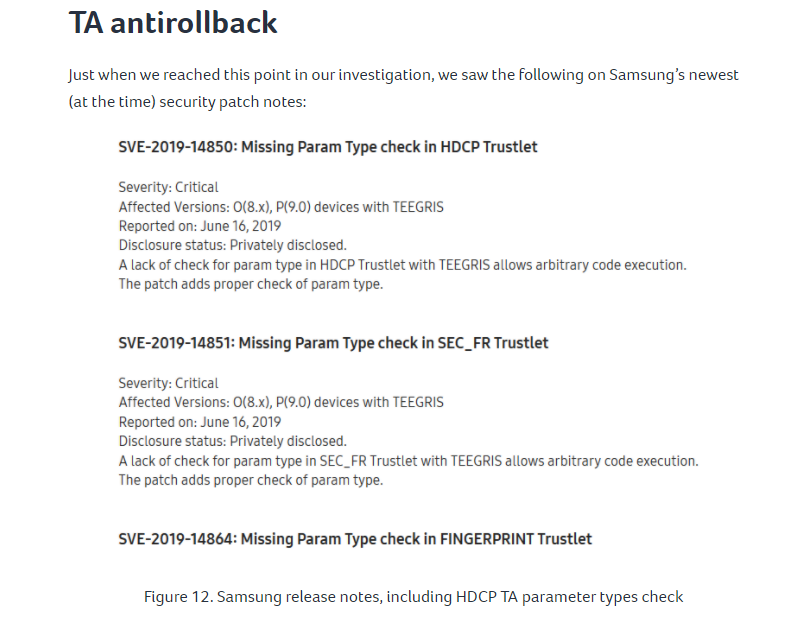 TA antirollback
Just when we reached this point in our investigation, we saw the following on Samsung's newest
(at the time) security patch notes:
SVE-2019-14850: Missing Param Type check in HDCP Trustlet
Severity: Critical
Affected Versions: O(8.x), P(9.0) devices with TEEGRIS
Reported on: June 16, 2019
Disclosure status: Privately disclosed.
A lack of check for param type in HDCP Trustlet with TEEGRIS allows arbitrary code execution.
The patch adds proper check of param type.
SVE-2019-14851: Missing Param Type check in SEC_FR Trustlet
Severity: Critical
Affected Versions: O(8.x), P(9.0) devices with TEEGRIS
Reported on: June 16, 2019
Disclosure status: Privately disclosed.
A lack of check for param type in SEC_FR Trustlet with TEEGRIS allows arbitrary code execution.
The patch adds proper check of param type.
SVE-2019-14864: Missing Param Type check in FINGERPRINT Trustlet
Figure 12. Samsung release notes, including HDCP TA parameter types check